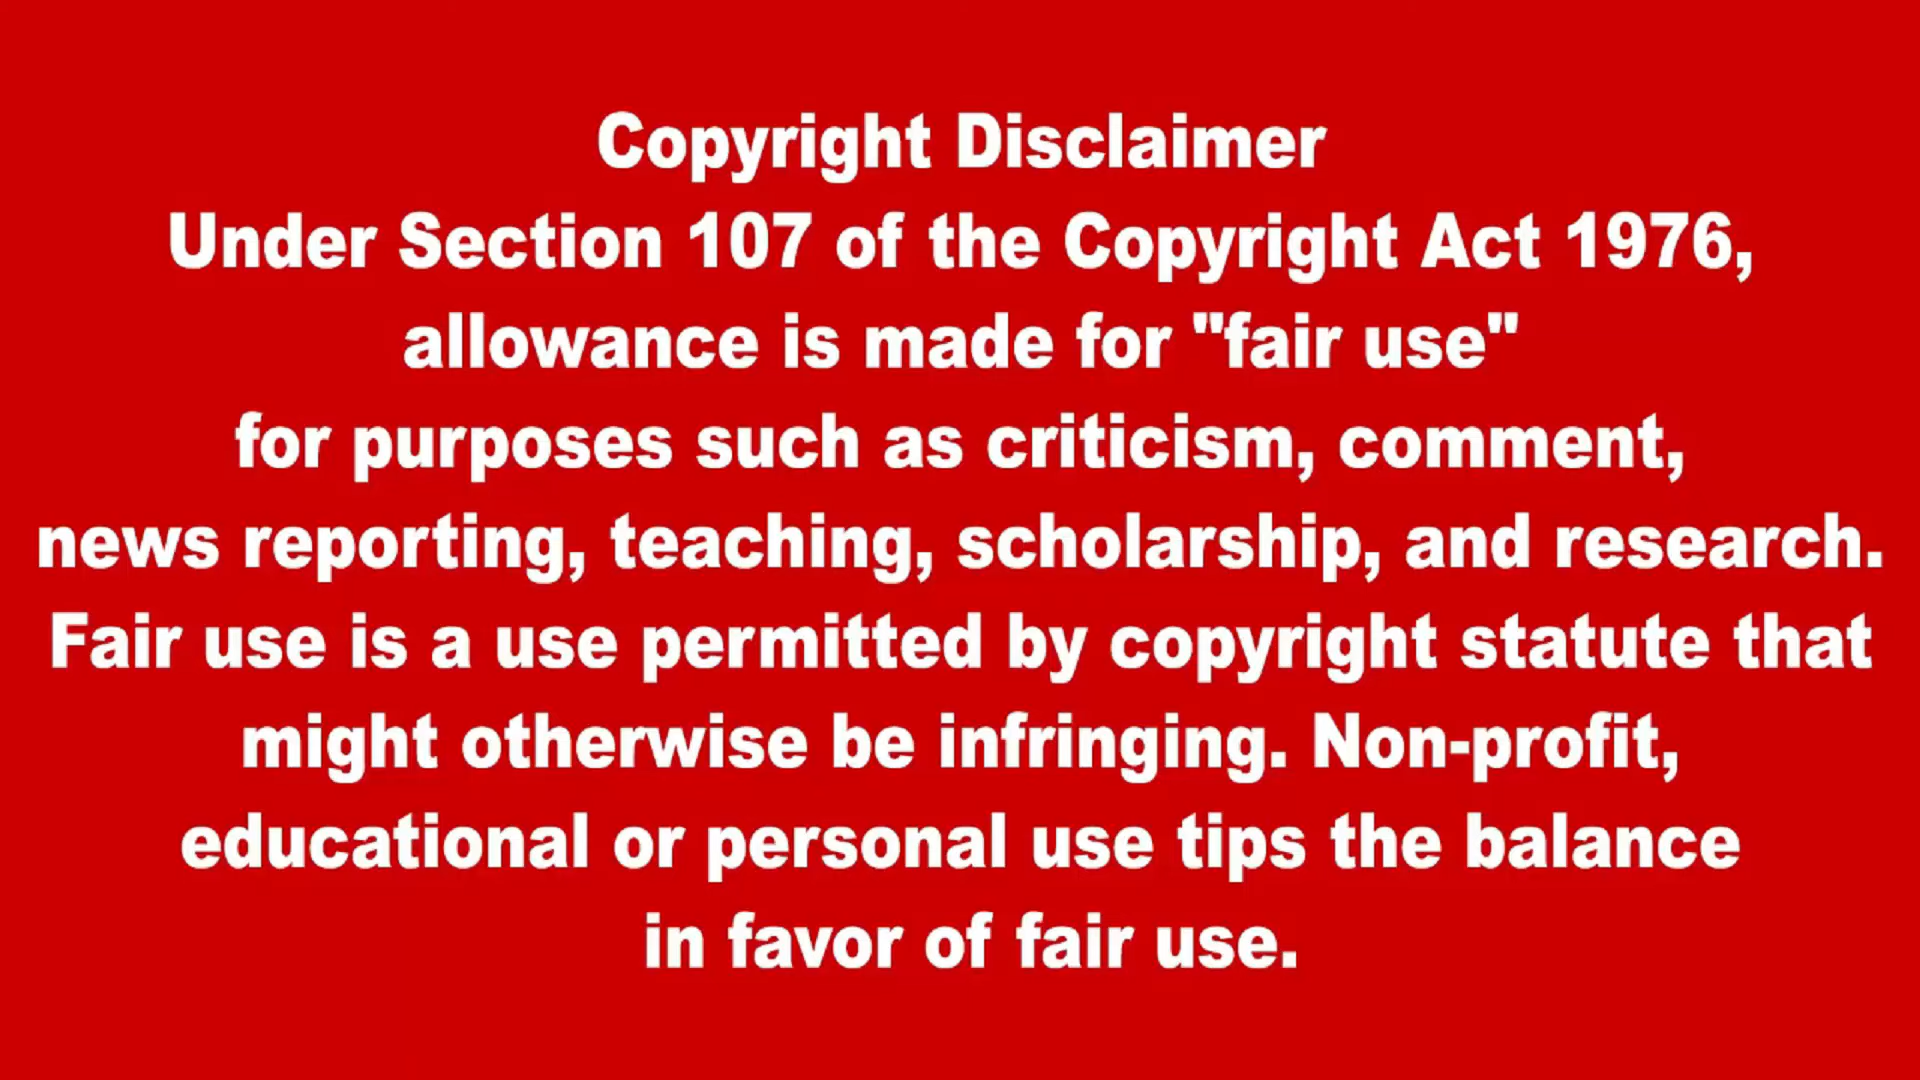 Copyright Disclaimer
Under Section 107 of the Copyright Act 1976,
allowance is made for "fair use"
for purposes such as criticism, comment,
news reporting, teaching, scholarship, and research.
Fair use is a use permitted by copyright statute that
might otherwise be infringing. Non-profit,
educational or personal use tips the balance
in favor of fair use.